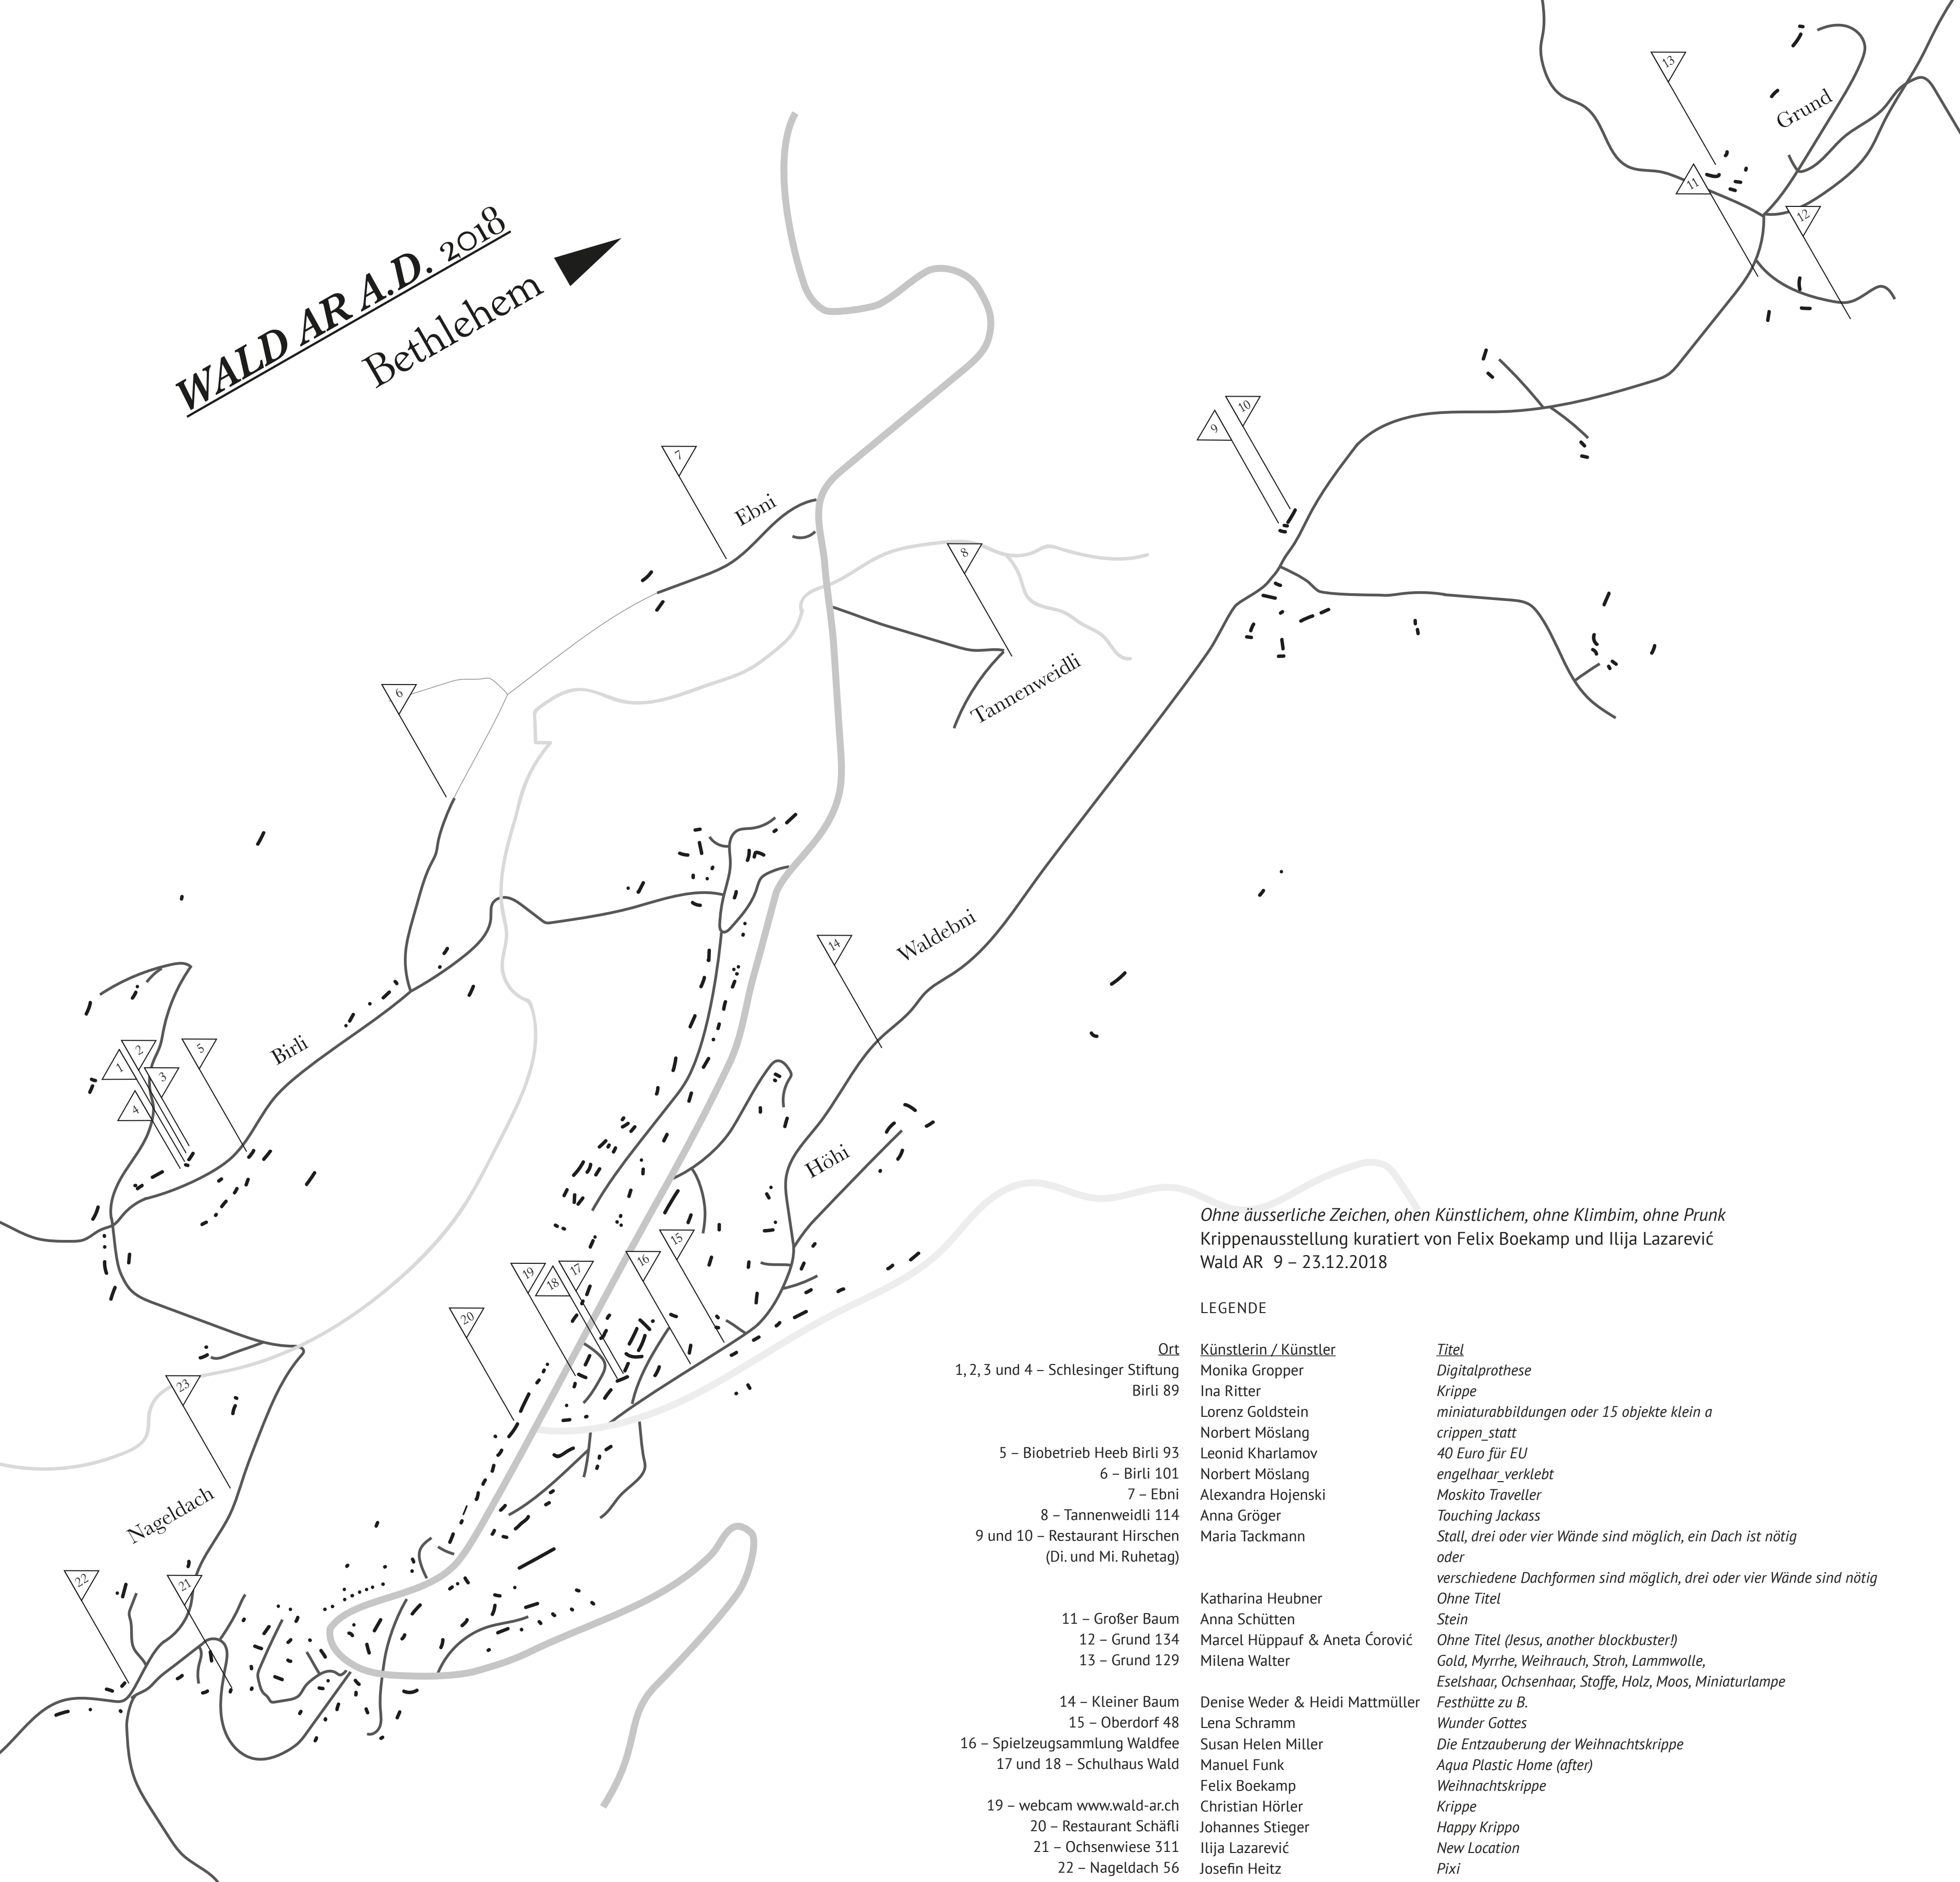 WALD AR A.D. 2018
Bethlehem
13
Grund
11
12
10
9
7
Ebni
8
Tannenweidli
6
14
Waldebni
Birli
2
1
5
3
4
Höhi
15
16
17
18
19
20
23
Nageldach
22
21
Ohne äusserliche Zeichen, ohen Künstlichem, ohne Klimbim, ohne Prunk
Krippenausstellung kuratiert von Felix Boekamp und Ilija Lazarević
Wald AR 9 – 23.12.2018
LEGENDE
Ort Künstlerin / Künstler Titel
1, 2, 3 und 4 – Schlesinger Stiftung Monika Gropper Digitalprothese
Birli 89 Ina Ritter Krippe
Lorenz Goldstein miniaturabbildungen oder 15 objekte klein a
Norbert Möslang crippen_statt
5 – Biobetrieb Heeb Birli 93 Leonid Kharlamov 40 Euro für EU
6 – Birli 101 Norbert Möslang engelhaar_verklebt
7 – Ebni Alexandra Hojenski Moskito Traveller
8 – Tannenweidli 114 Anna Gröger Touching Jackass
9 und 10 – Restaurant Hirschen Maria Tackmann Stall, drei oder vier Wände sind möglich, ein Dach ist nötig
(Di. und Mi. Ruhetag) oder
verschiedene Dachformen sind möglich, drei oder vier Wände sind nötig
Katharina Heubner Ohne Titel
11 – Großer Baum Anna Schütten Stein
12 – Grund 134 Marcel Hüppauf & Aneta Ćorović Ohne Titel (Jesus, another blockbuster!)
13 – Grund 129 Milena Walter Gold, Myrrhe, Weihrauch, Stroh, Lammwolle,
Eselshaar, Ochsenhaar, Stoffe, Holz, Moos, Miniaturlampe
14 – Kleiner Baum Denise Weder & Heidi Mattmüller Festhütte zu B.
15 – Oberdorf 48 Lena Schramm Wunder Gottes
16 – Spielzeugsammlung Waldfee Susan Helen Miller Die Entzauberung der Weihnachtskrippe
17 und 18 – Schulhaus Wald Manuel Funk Aqua Plastic Home (after)
Felix Boekamp Weihnachtskrippe
19 – webcam www.wald-ar.ch Christian Hörler Krippe
20 – Restaurant Schäfli Johannes Stieger Happy Krippo
21 – Ochsenwiese 311 Ilija Lazarević New Location
22 – Nageldach 56 Josefin Heitz Pixi